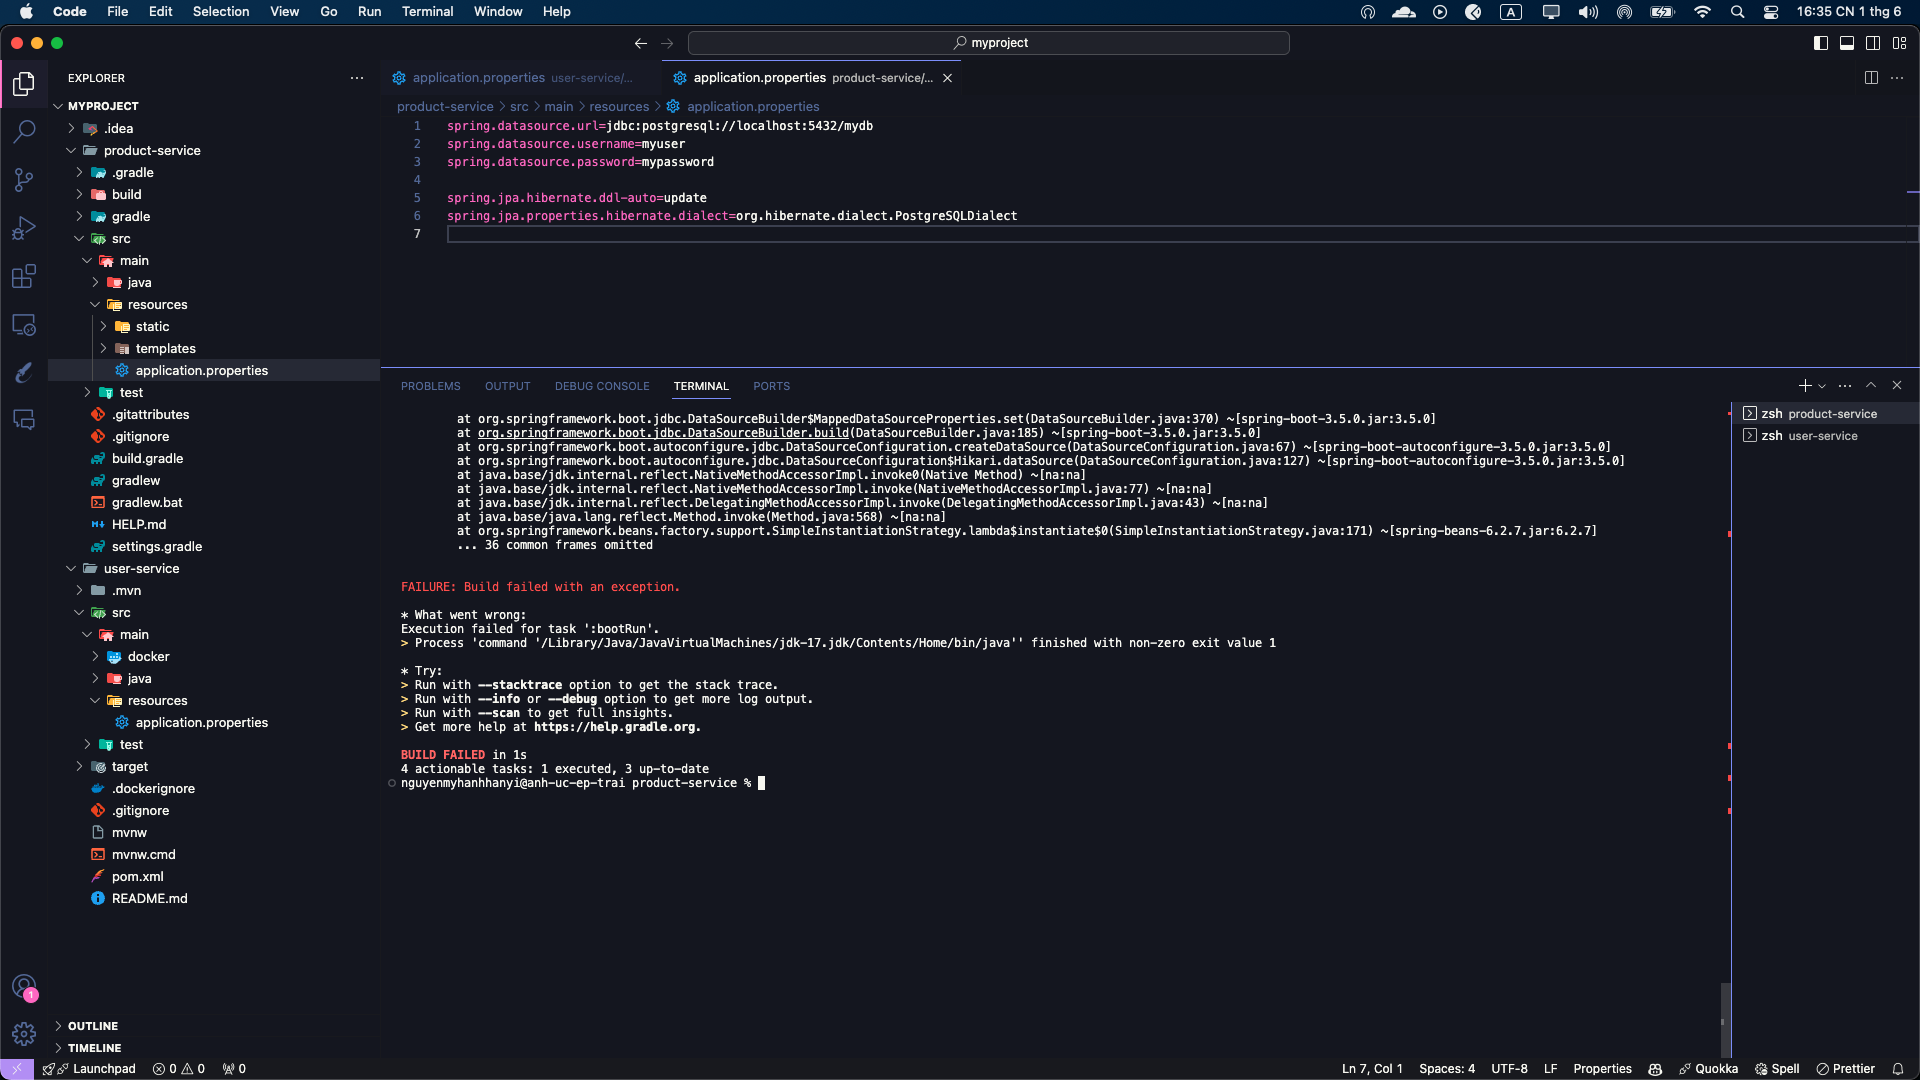 Code File Edit Selection View Go Run Terminal Window Help
A
16:35 CN 1 thg 6
myproject
EXPLORER
MYPROJECT
.idea
product-service
.gradle
build
gradle
src
main
java
resources
static
templates
application.properties
test
.gitattributes
.gitignore
build.gradle
gradlew
gradlew.bat
HELP.md
settings.gradle
user-service
.mvn
src
main
docker
java
resources
application.properties
test
target
.dockerignore
.gitignore
mvnw
mvnw.cmd
pom.xml
README.md
1
OUTLINE
TIMELINE
application.properties user-service/...
application.properties product-service/...
product-service > src > main > resources > application.properties
1 spring.datasource.url=jdbc:postgresql://localhost:5432/mydb
2 spring.datasource.username=myuser
3 spring.datasource.password=mypassword
4
5 spring.jpa.hibernate.ddl-auto=update
6 spring.jpa.properties.hibernate.dialect=org.hibernate.dialect.PostgreSQLDialect
7
PROBLEMS OUTPUT DEBUG CONSOLE TERMINAL PORTS
at org.springframework.boot.jdbc.DataSourceBuilder$MappedDataSourceProperties.set(DataSourceBuilder.java:370) ~[spring-boot-3.5.0.jar:3.5.0]
at org.springframework.boot.jdbc.DataSourceBuilder.build(DataSourceBuilder.java:185) ~[spring-boot-3.5.0.jar:3.5.0]
at org.springframework.boot.autoconfigure.jdbc.DataSourceConfiguration.createDataSource(DataSourceConfiguration.java:67) ~[spring-boot-autoconfigure-3.5.0.jar:3.5.0]
at org.springframework.boot.autoconfigure.jdbc.DataSourceConfiguration$Hikari.dataSource(DataSourceConfiguration.java:127) ~[spring-boot-autoconfigure-3.5.0.jar:3.5.0]
at java.base/jdk.internal.reflect.NativeMethodAccessorImpl.invoke0(Native Method) ~[na:na]
at java.base/jdk.internal.reflect.NativeMethodAccessorImpl.invoke(NativeMethodAccessorImpl.java:77) ~[na:na]
at java.base/jdk.internal.reflect.DelegatingMethodAccessorImpl.invoke(DelegatingMethodAccessorImpl.java:43) ~[na:na]
at java.base/java.lang.reflect.Method.invoke(Method.java:568) ~[na:na]
at org.springframework.beans.factory.support.SimpleInstantiationStrategy.lambda$instantiate$0(SimpleInstantiationStrategy.java:171) ~[spring-beans-6.2.7.jar:6.2.7]
... 36 common frames omitted
FAILURE: Build failed with an exception.
* What went wrong:
Execution failed for task ':bootRun'.
> Process 'command '/Library/Java/JavaVirtualMachines/jdk-17.jdk/Contents/Home/bin/java'' finished with non-zero exit value 1
* Try:
> Run with --stacktrace option to get the stack trace.
> Run with --info or --debug option to get more log output.
> Run with --scan to get full insights.
> Get more help at https://help.gradle.org.
BUILD FAILED in 1s
4 actionable tasks: 1 executed, 3 up-to-date
nguyenmyhanhhanyi@anh-uc-ep-trai product-service %
zsh product-service
zsh user-service
Launchpad 0 0 0
Ln 7, Col 1 Spaces: 4 UTF-8 LF Properties Quokka Spell Prettier